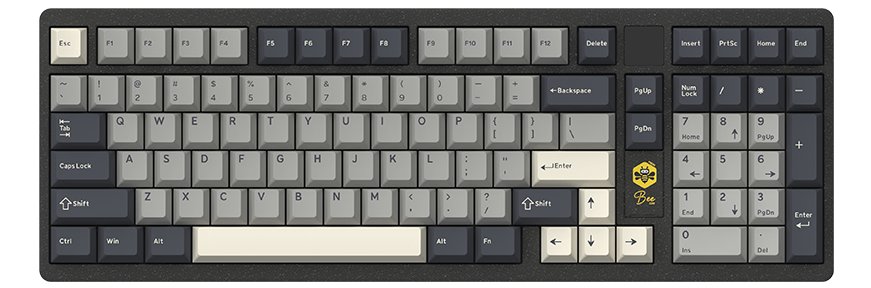 Esc F1 F2 F3 F4 F5 F6 F7 F8 F9 F10 F11 F12 Delete Insert PrtSc Home End
~ ! @ # $ % ^ & * ( ) — +
` 1 2 3 4 5 6 7 8 9 0 - = ←Backspace PgUp Num Lock / * —
Tab Q W E R T Y U I O P { } | PgDn 7 8 9 +
[ ] \ Home ↑ PgUp
Caps Lock A S D F G H J K L : " ←Enter 4 5 6
; ' ← →
Shift Z X C V B N M < > ? Shift ↑ Bee 1 2 3 Enter
, . / End ↓ PgDn
Ctrl Win Alt Alt Fn ← ↓ → 0 .
Ins Del